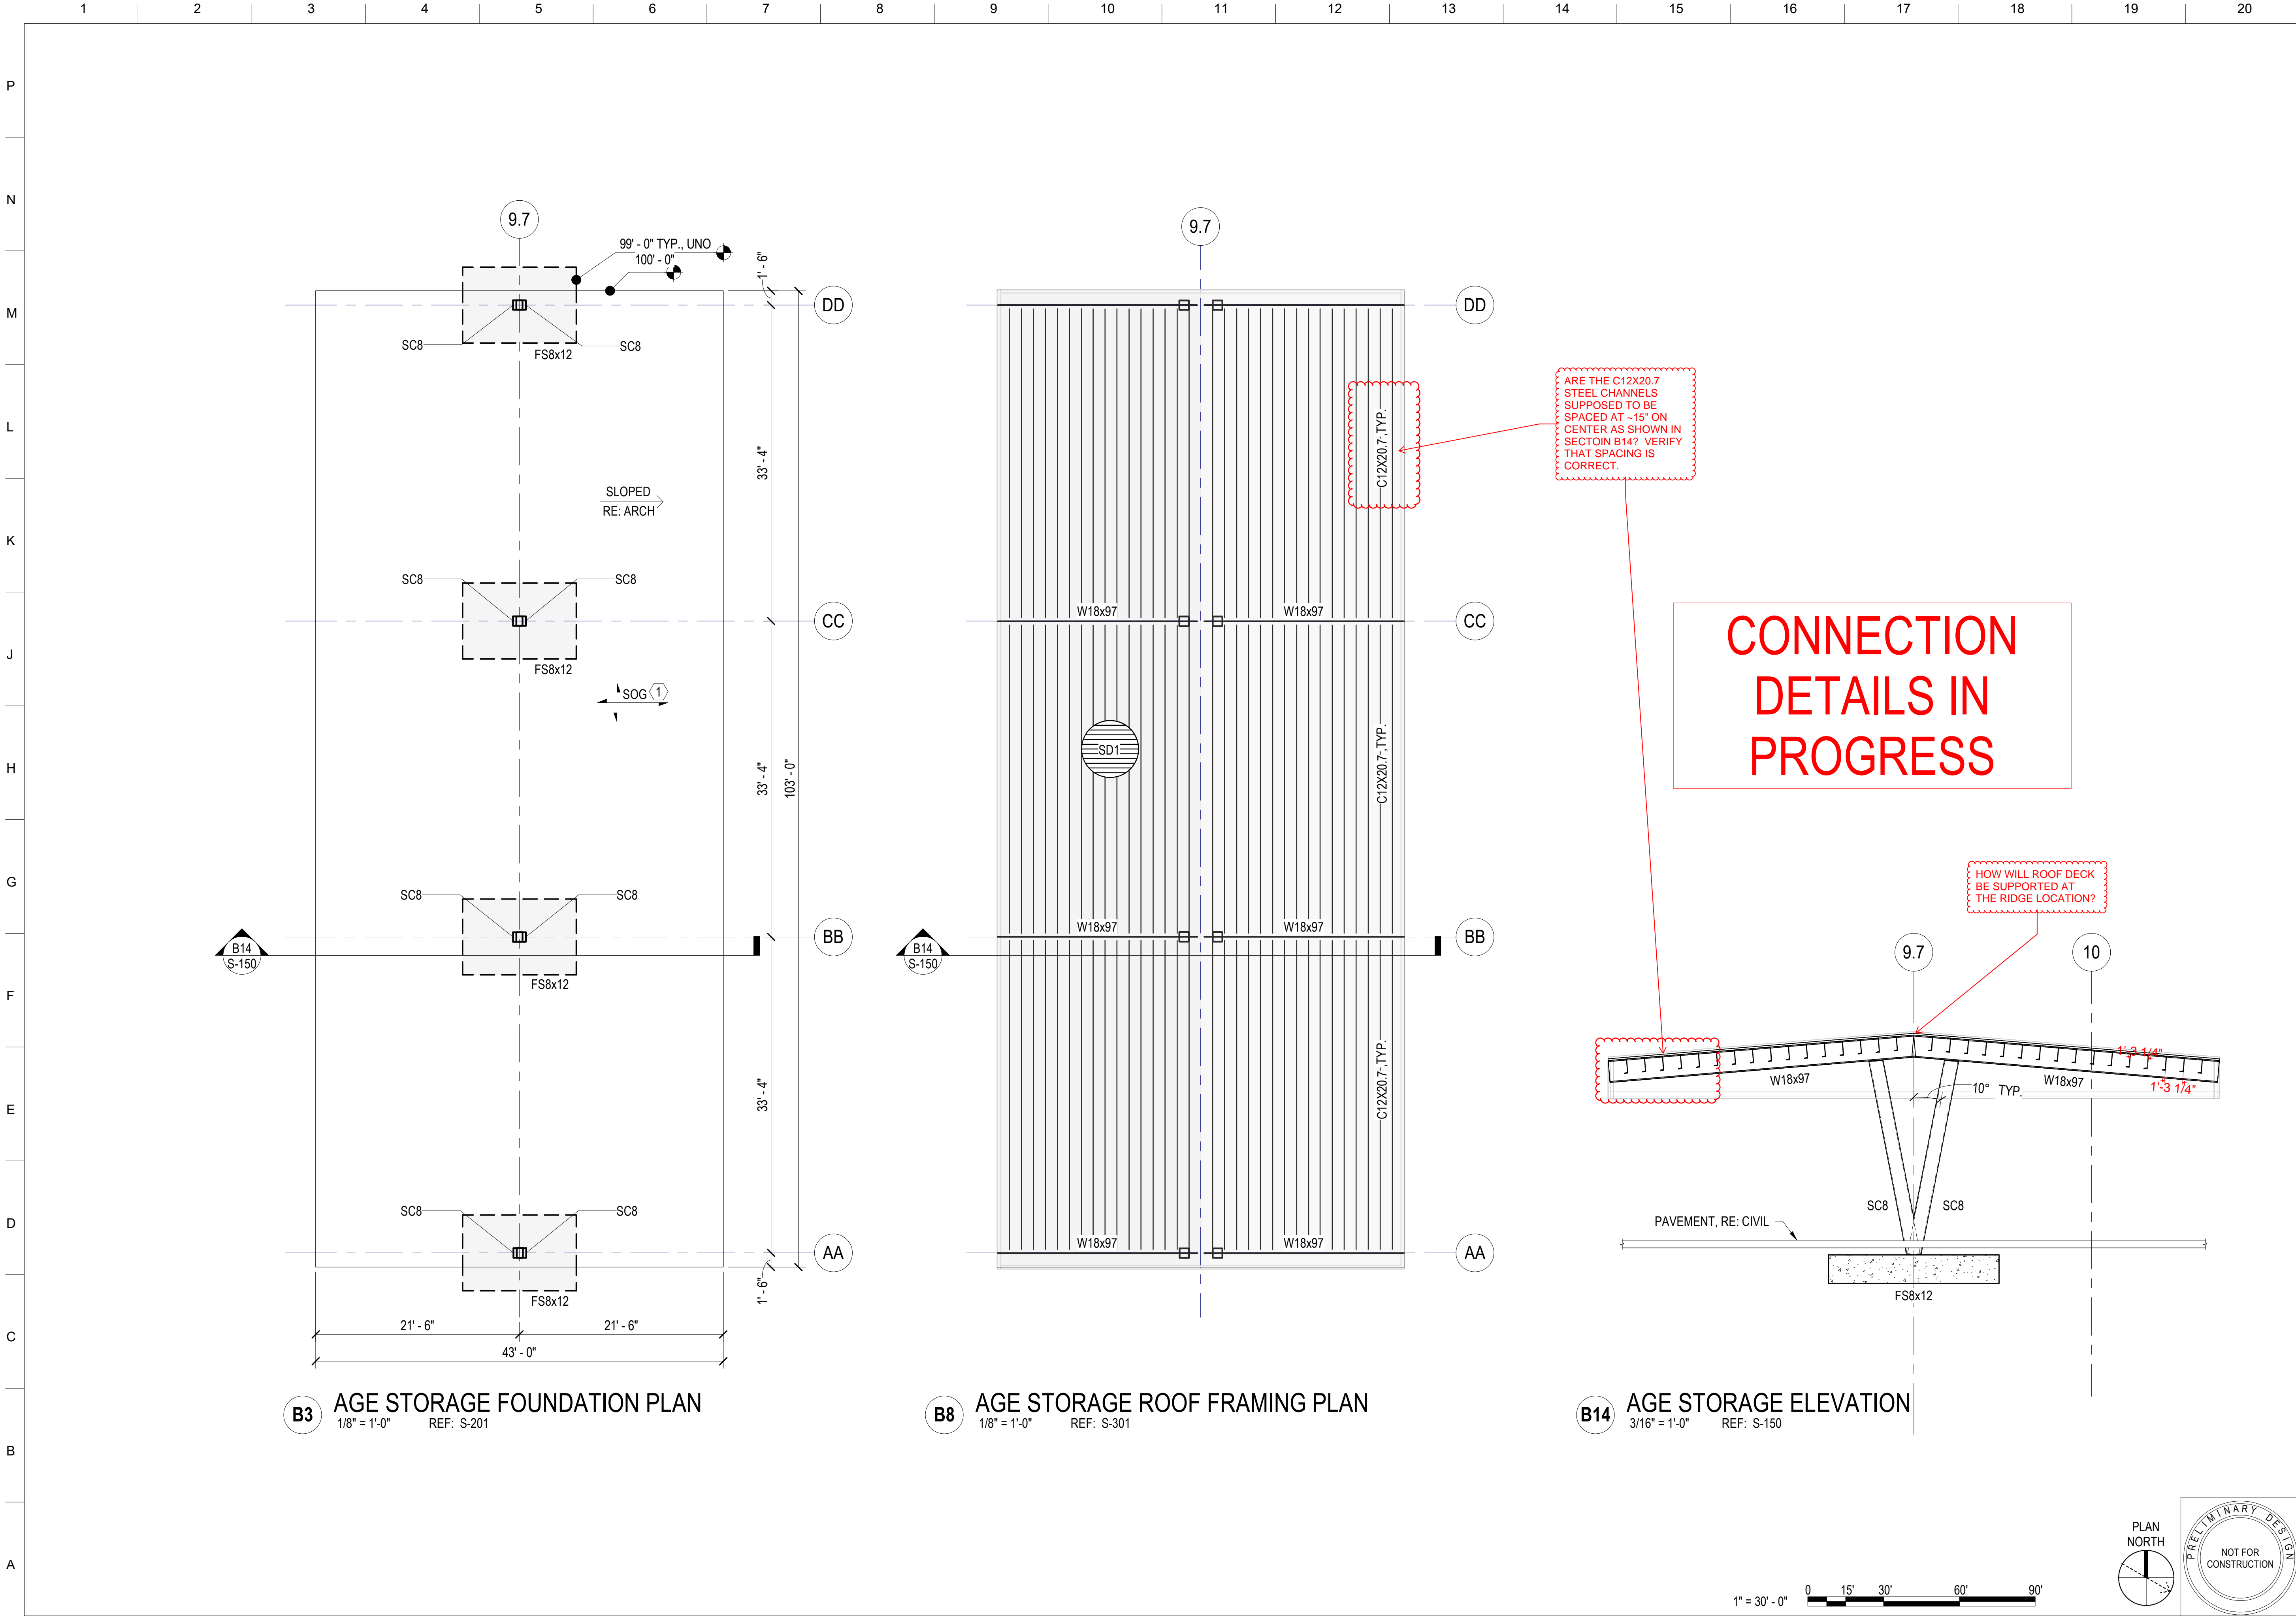 1 2 3 4 5 6 7 8 9 10 11 12 13 14 15 16 17 18 19 20
P
N
M
L
K
J
H
G
F
E
D
C
B
A
9.7
99' - 0" TYP., UNO
100' - 0"
1' - 6"
DD
SC8
SC8
FS8x12
33' - 4"
SLOPED
RE: ARCH
SC8
SC8
CC
FS8x12
SOG 1
33' - 4"
103' - 0"
SC8
SC8
B14
S-150
BB
FS8x12
33' - 4"
SC8
SC8
AA
FS8x12
1' - 6"
21' - 6"
21' - 6"
43' - 0"
B3
AGE STORAGE FOUNDATION PLAN
1/8" = 1'-0" REF: S-201
9.7
DD
C12X20.7, TYP.
W18x97
W18x97
CC
SD1
C12X20.7, TYP.
W18x97
W18x97
B14
S-150
BB
C12X20.7, TYP.
W18x97
W18x97
AA
B8
AGE STORAGE ROOF FRAMING PLAN
1/8" = 1'-0" REF: S-301
ARE THE C12X20.7
STEEL CHANNELS
SUPPOSED TO BE
SPACED AT ~15" ON
CENTER AS SHOWN IN
SECTOIN B14? VERIFY
THAT SPACING IS
CORRECT.
CONNECTION
DETAILS IN
PROGRESS
HOW WILL ROOF DECK
BE SUPPORTED AT
THE RIDGE LOCATION?
9.7
10
1'-3 1/4"
W18x97
W18x97
1'-3 1/4"
10° TYP.
SC8
SC8
PAVEMENT, RE: CIVIL
FS8x12
B14
AGE STORAGE ELEVATION
3/16" = 1'-0" REF: S-150
PLAN
NORTH
PRELIMINARY DESIGN
NOT FOR
CONSTRUCTION
1" = 30' - 0"
0 15' 30' 60' 90'